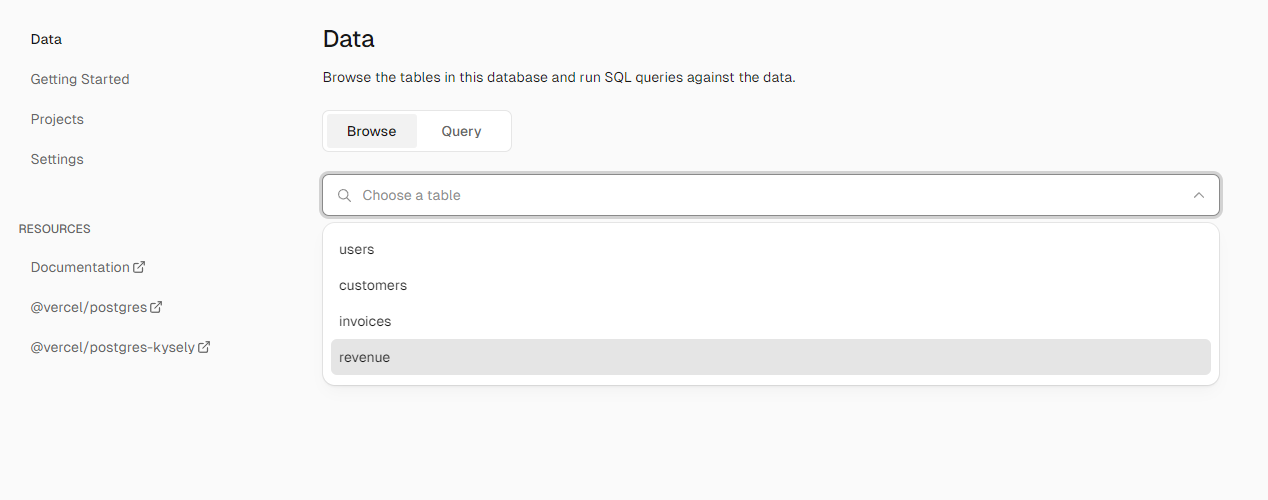 Data
Getting Started
Projects
Settings
RESOURCES
Documentation
@vercel/postgres
@vercel/postgres-kysely
Data
Browse the tables in this database and run SQL queries against the data.
Browse Query
Choose a table
users
customers
invoices
revenue